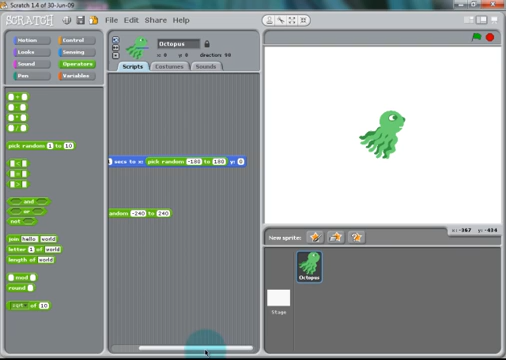 Scratch 1.4 of 30-Jun-09
SCRATCH File Edit Share Help
Motion Control
Looks Sensing
Sound Operators
Pen Variables
Octopus
x: 0 y: 0 direction: 90
Scripts Costumes Sounds
+
-
*
/
pick random 1 to 10
<
=
>
and
or
not
join hello world
letter 1 of world
length of world
mod
round
sqrt of 10
secs to x: pick random -180 to 180 y: 0
andom -240 to 240
x: -367 y: -434
New sprite:
Octopus
Stage